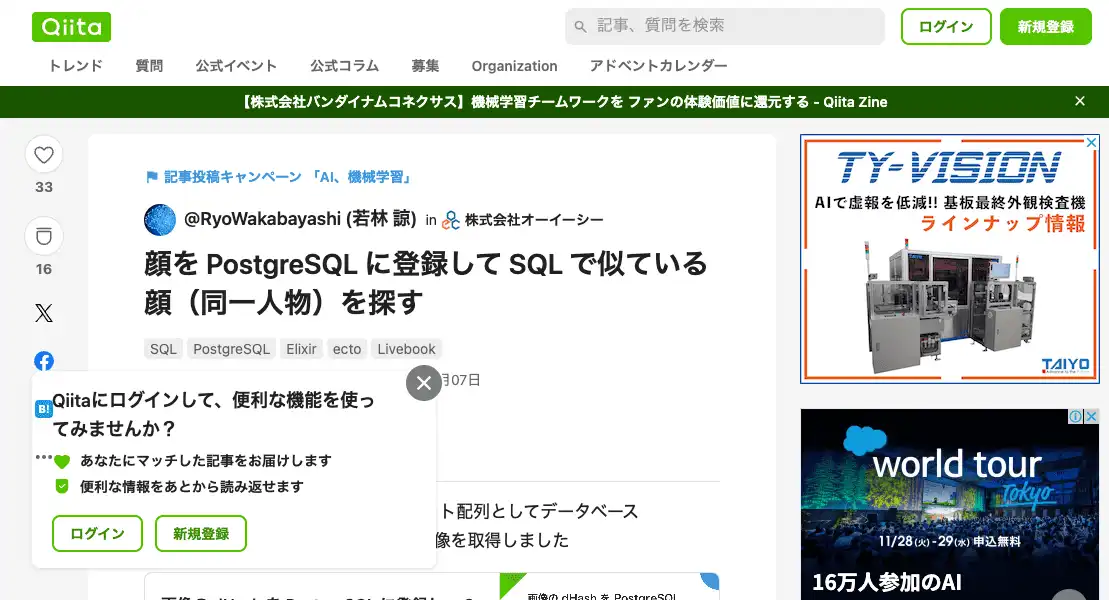 Qiita
記事、質問を検索
ログイン
新規登録
トレンド 質問 公式イベント 公式コラム 募集 Organization アドベントカレンダー
【株式会社バンダイナムコネクサス】機械学習チームワークを ファンの体験価値に還元する - Qiita Zine
33
16
記事投稿キャンペーン 「AI、機械学習」
@RyoWakabayashi (若林 諒) in 株式会社オーイーシー
顔を PostgreSQL に登録して SQL で似ている
顔（同一人物）を探す
SQL PostgreSQL Elixir ecto Livebook
月07日
B!
Qiitaにログインして、便利な機能を使っ
てみませんか？
あなたにマッチした記事をお届けします
便利な情報をあとから読み返せます
ログイン 新規登録
ト配列としてデータベース
像を取得しました
画像の dHash を PostgreSQL
TY-VISION
AIで虚報を低減!! 基板最終外観検査機
ラインナップ情報
TAIYO
world tour
Tokyo
11/28(火)-29(水) 申込無料
16万人参加のAI